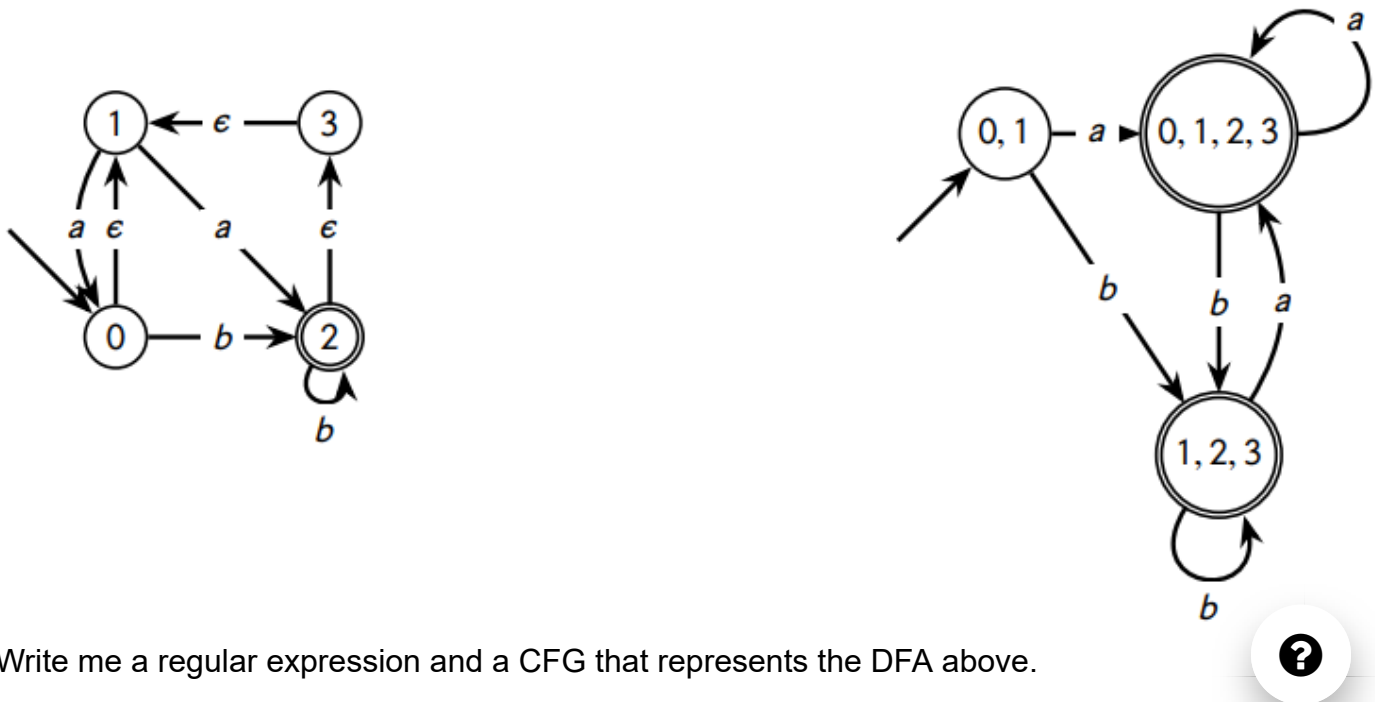 a
1
ϵ
3
0, 1
a
0, 1, 2, 3
a
ϵ
a
ϵ
b
b
a
0
b
2
b
1, 2, 3
b
Write me a regular expression and a CFG that represents the DFA above.
?